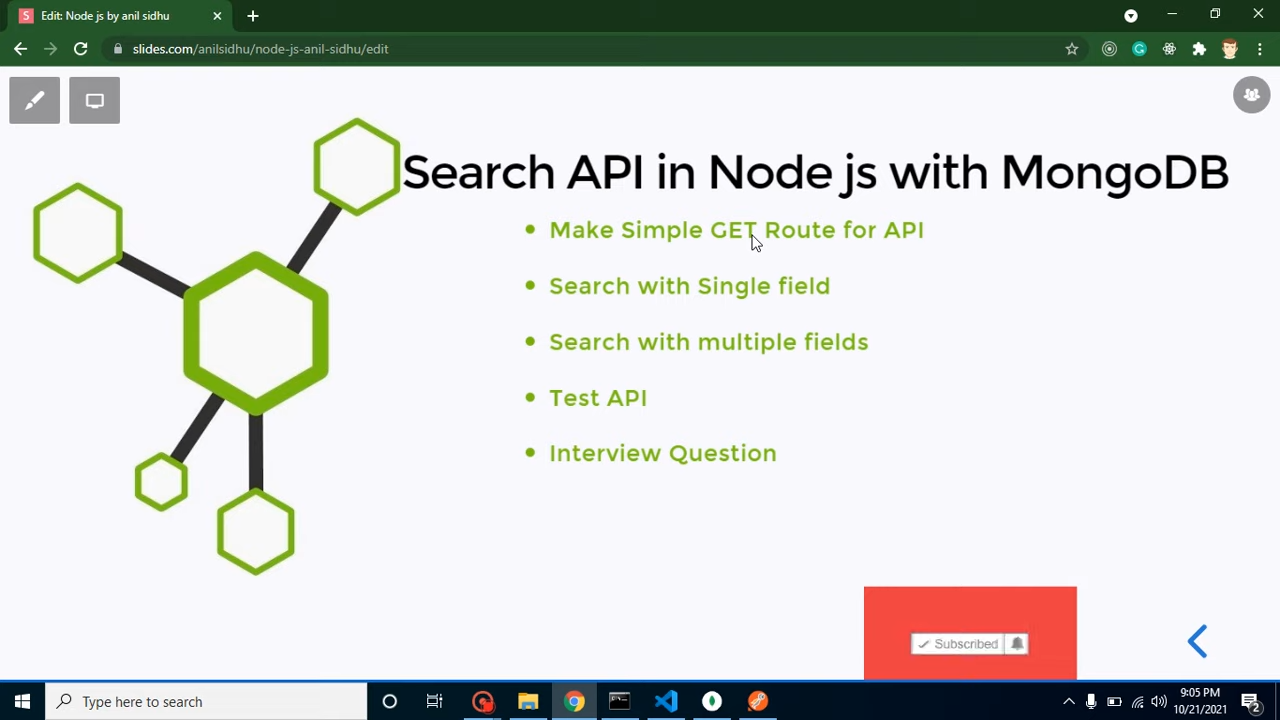 S Edit: Node js by anil sidhu
slides.com/anilsidhu/node-js-anil-sidhu/edit
Search API in Node js with MongoDB
Make Simple GET Route for API
Search with Single field
Search with multiple fields
Test API
Interview Question
Subscribed
Type here to search
9:05 PM
10/21/2021
2